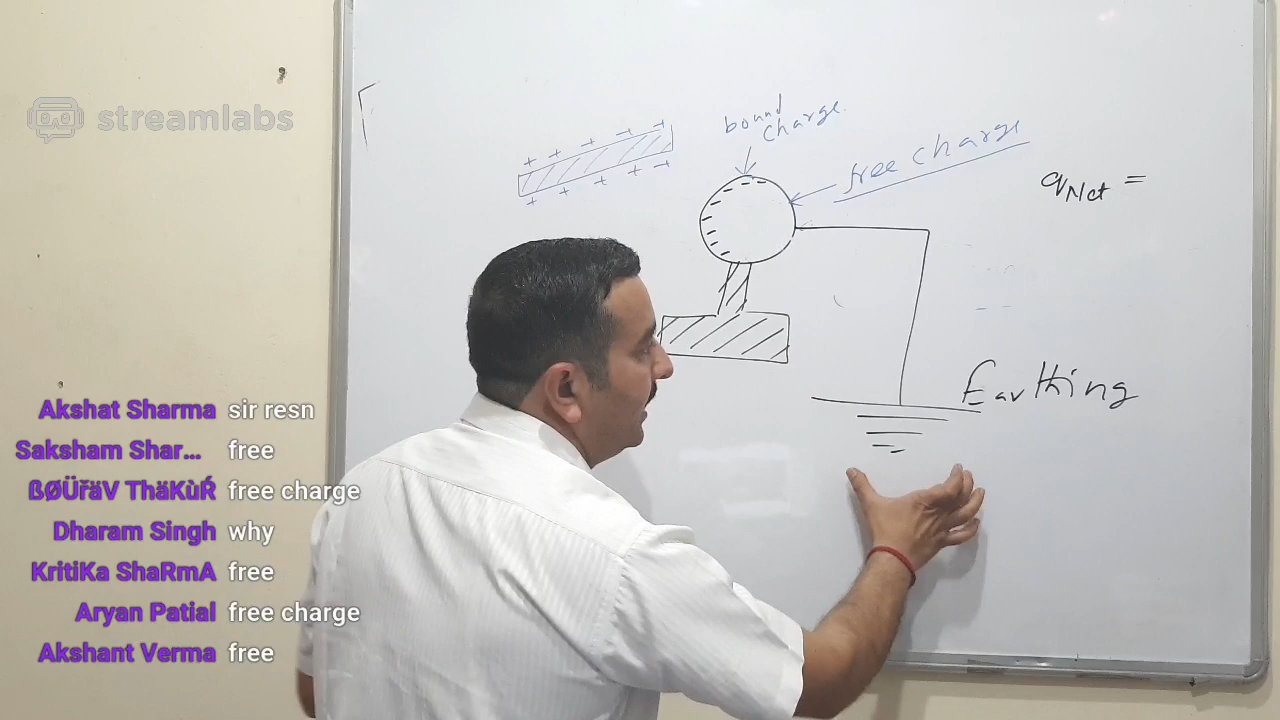 streamlabs
bound
charge.
free charge
qNet =
Earthing
Akshat Sharma sir resn
Saksham Shar... free
ßØÜřäV ThäKùŔ free charge
Dharam Singh why
KritiKa ShaRmA free
Aryan Patial free charge
Akshant Verma free